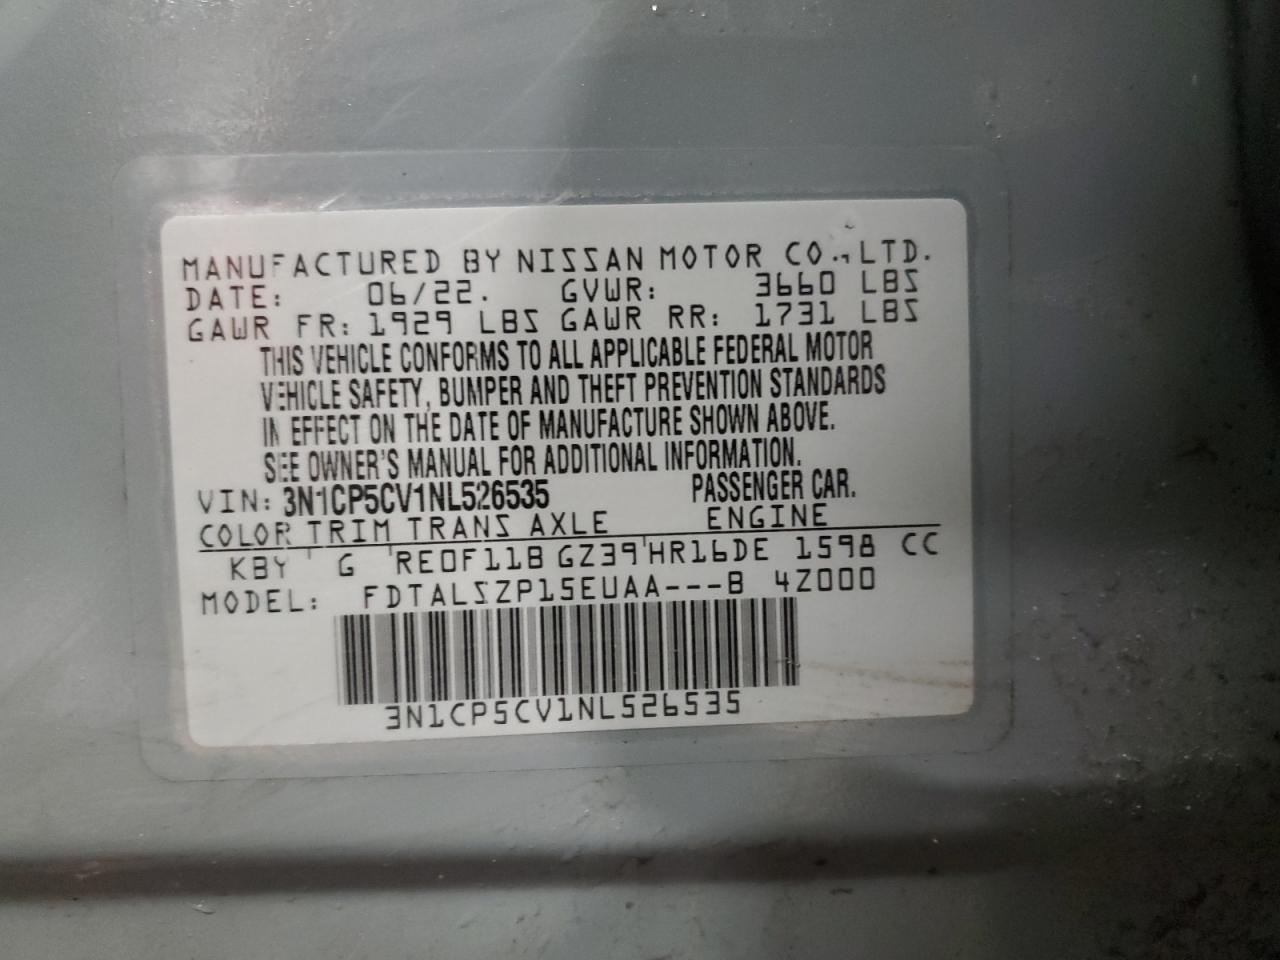 MANUFACTURED BY NISSAN MOTOR CO., LTD.
DATE: 06/22. GVWR: 3660 LBS
GAWR FR: 1929 LBS GAWR RR: 1731 LBS
THIS VEHICLE CONFORMS TO ALL APPLICABLE FEDERAL MOTOR
VEHICLE SAFETY, BUMPER AND THEFT PREVENTION STANDARDS
IN EFFECT ON THE DATE OF MANUFACTURE SHOWN ABOVE.
SEE OWNER'S MANUAL FOR ADDITIONAL INFORMATION.
VIN: 3N1CP5CV1NL526535 PASSENGER CAR.
COLOR TRIM TRANS AXLE ENGINE
KBY G RE0F11B GZ39 HR16DE 1598 CC
MODEL: FDTALSZP15EUAA---B 4Z000
3N1CP5CV1NL526535